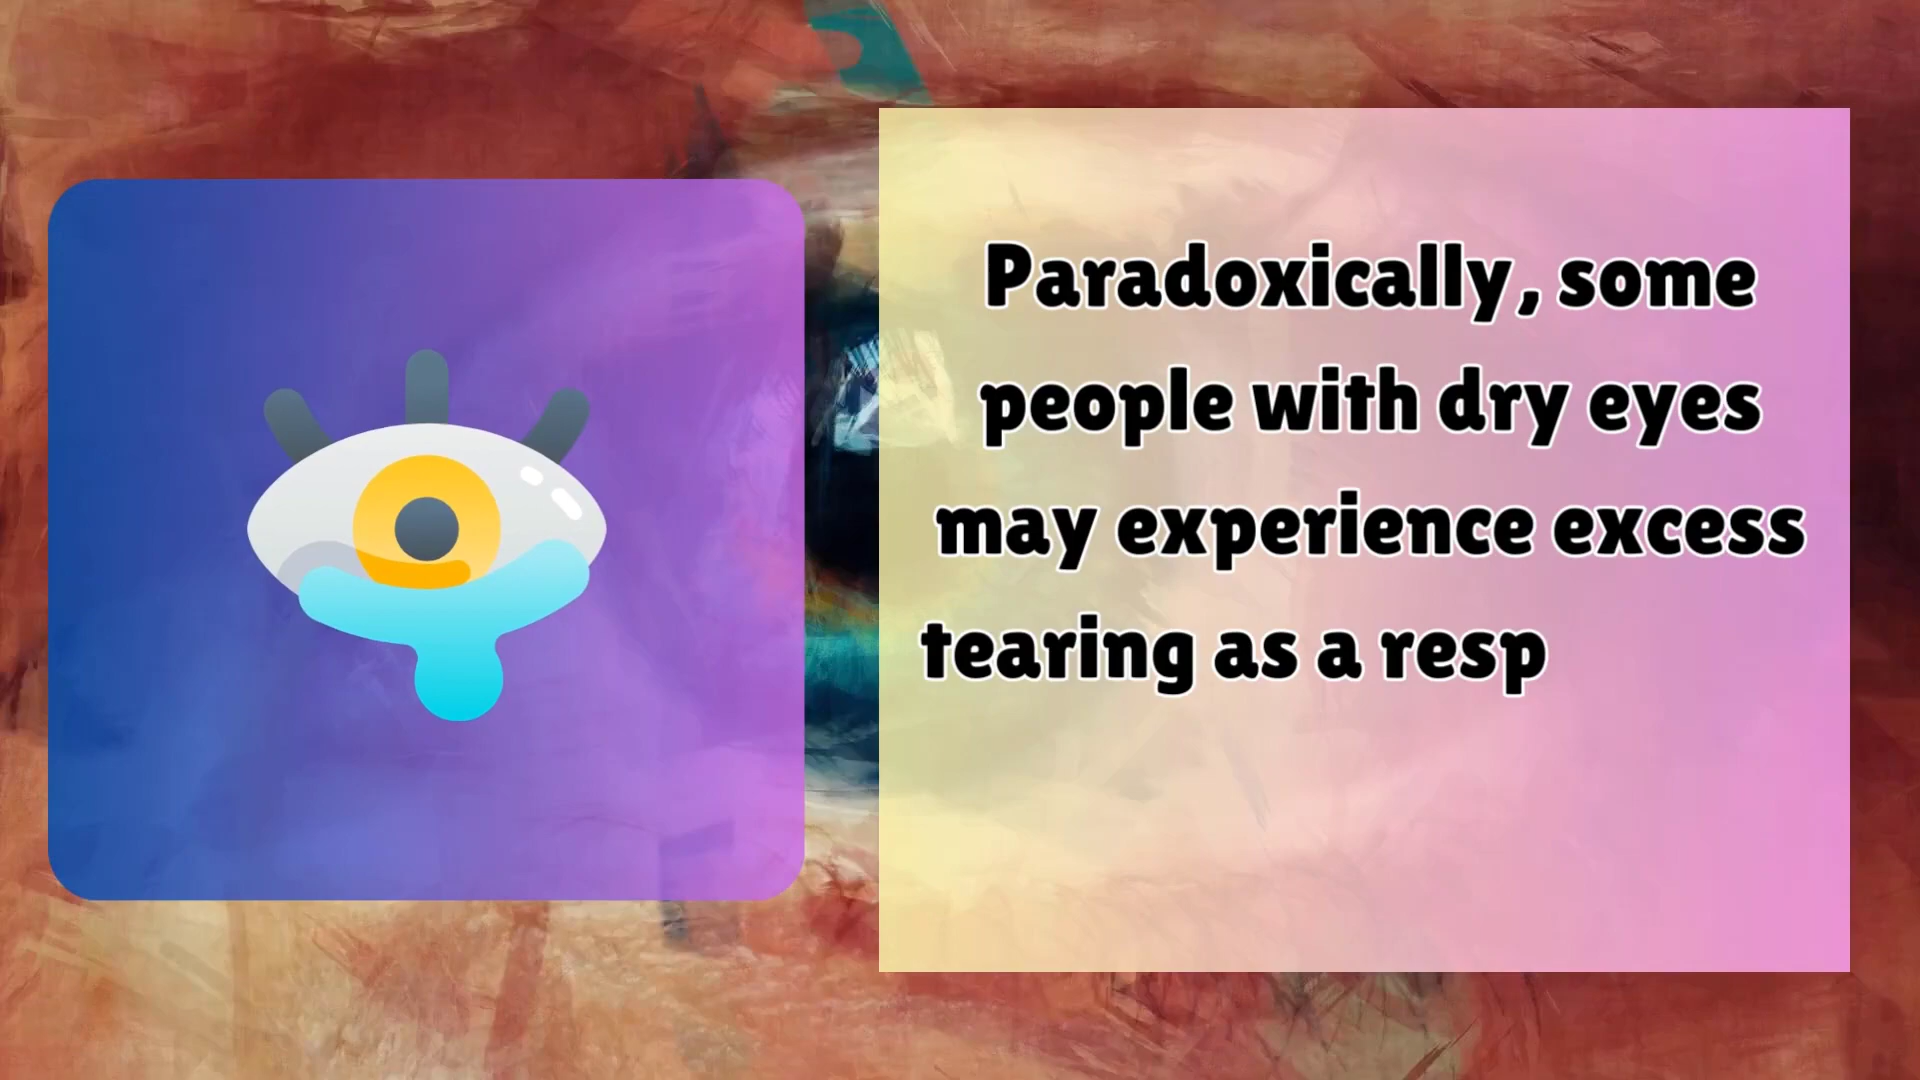 Paradoxically, some
people with dry eyes
may experience excess
tearing as a resp